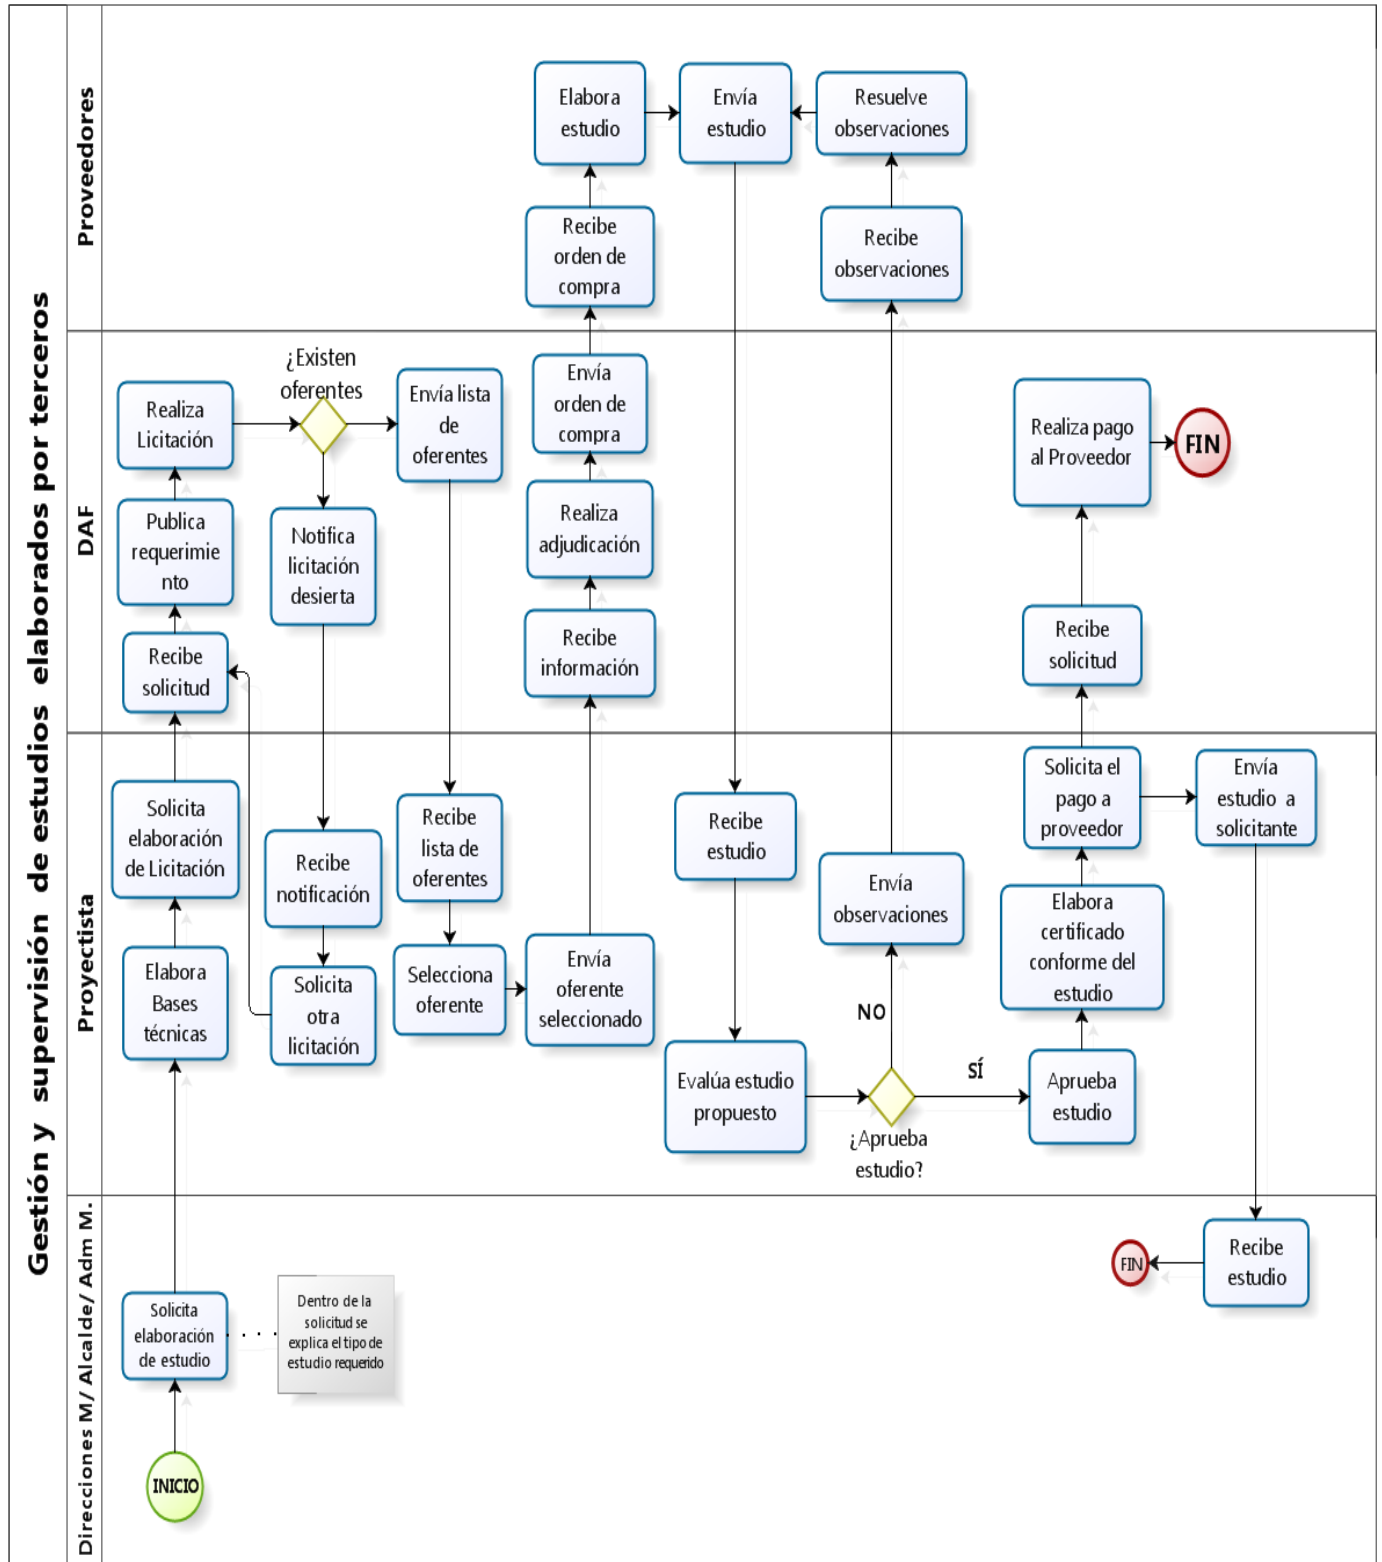 Gestión y supervisión de estudios elaborados por terceros
Proveedores
Elabora
estudio
Envía
estudio
Resuelve
observaciones
Recibe
orden de
compra
Recibe
observaciones
DAF
¿Existen
oferentes
Realiza
Licitación
Envía lista
de
oferentes
Envía
orden de
compra
Realiza pago
al Proveedor
FIN
Publica
requerimie
nto
Notifica
licitación
desierta
Realiza
adjudicación
Recibe
solicitud
Recibe
información
Recibe
solicitud
Proyectista
Solicita
elaboración
de Licitación
Recibe
notificación
Recibe
lista de
oferentes
Recibe
estudio
Solicita el
pago a
proveedor
Envía
estudio a
solicitante
Envía
observaciones
Elabora
certificado
conforme del
estudio
Elabora
Bases
técnicas
Solicita
otra
licitación
Selecciona
oferente
Envía
oferente
seleccionado
NO
Evalúa estudio
propuesto
SÍ
Aprueba
estudio
¿Aprueba
estudio?
Direcciones M/ Alcalde/ Adm M.
Recibe
estudio
FIN
Solicita
elaboración
de estudio
Dentro de la
solicitud se
explica el tipo de
estudio requerido
INICIO